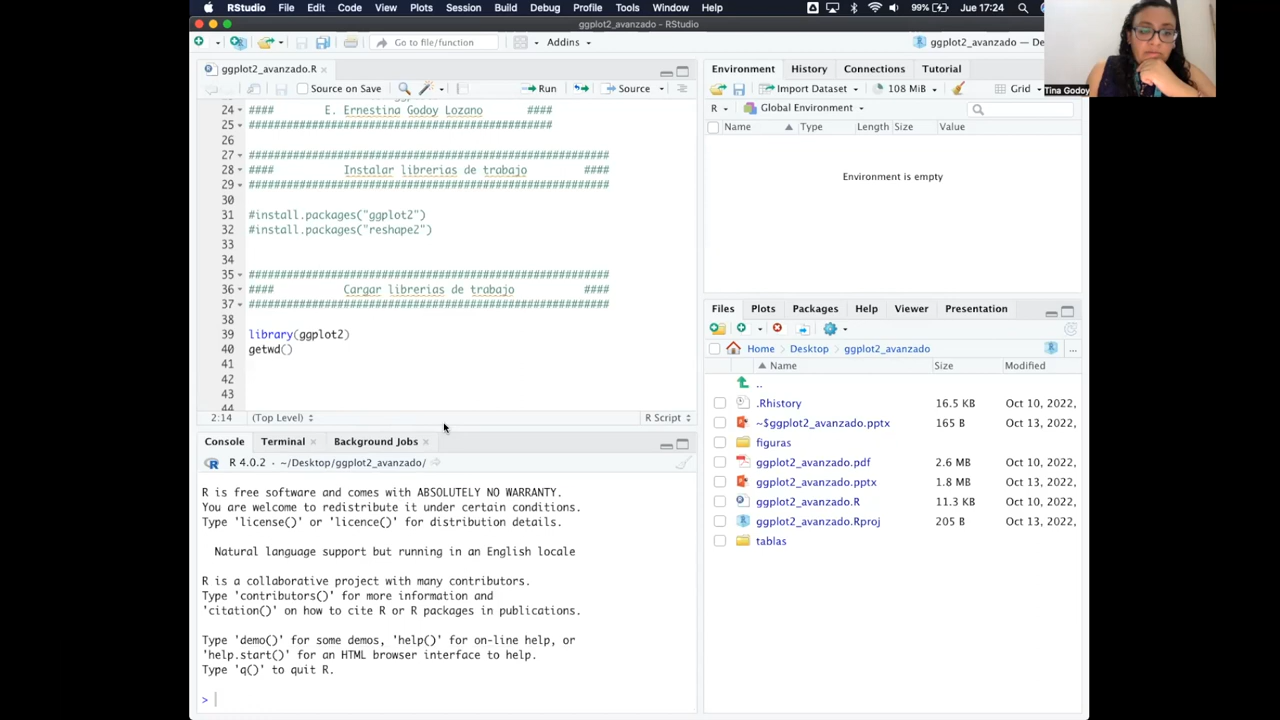 RStudio File Edit Code View Plots Session Build Debug Profile Tools Window Help 99% Jue 17:24
ggplot2_avanzado - RStudio
Go to file/function Addins ggplot2_avanzado — De
Tina Godoy
ggplot2_avanzado.R
Source on Save Run Source
24 #### E. Ernestina Godoy Lozano ####
25 ################################################
26
27 #########################################################
28 #### Instalar librerias de trabajo ####
29 #########################################################
30
31 #install.packages("ggplot2")
32 #install.packages("reshape2")
33
34
35 #########################################################
36 #### Cargar librerias de trabajo ####
37 #########################################################
38
39 library(ggplot2)
40 getwd()
41
42
43
44
2:14 (Top Level) R Script
Console Terminal Background Jobs
R 4.0.2 · ~/Desktop/ggplot2_avanzado/
R is free software and comes with ABSOLUTELY NO WARRANTY.
You are welcome to redistribute it under certain conditions.
Type 'license()' or 'licence()' for distribution details.
Natural language support but running in an English locale
R is a collaborative project with many contributors.
Type 'contributors()' for more information and
'citation()' on how to cite R or R packages in publications.
Type 'demo()' for some demos, 'help()' for on-line help, or
'help.start()' for an HTML browser interface to help.
Type 'q()' to quit R.
>
Environment History Connections Tutorial
Import Dataset 108 MiB Grid
R Global Environment
Name Type Length Size Value
Environment is empty
Files Plots Packages Help Viewer Presentation
Home Desktop ggplot2_avanzado ...
Name Size Modified
..
.Rhistory 16.5 KB Oct 10, 2022,
~$ggplot2_avanzado.pptx 165 B Oct 13, 2022,
figuras
ggplot2_avanzado.pdf 2.6 MB Oct 10, 2022,
ggplot2_avanzado.pptx 1.8 MB Oct 13, 2022,
ggplot2_avanzado.R 11.3 KB Oct 10, 2022,
ggplot2_avanzado.Rproj 205 B Oct 13, 2022,
tablas